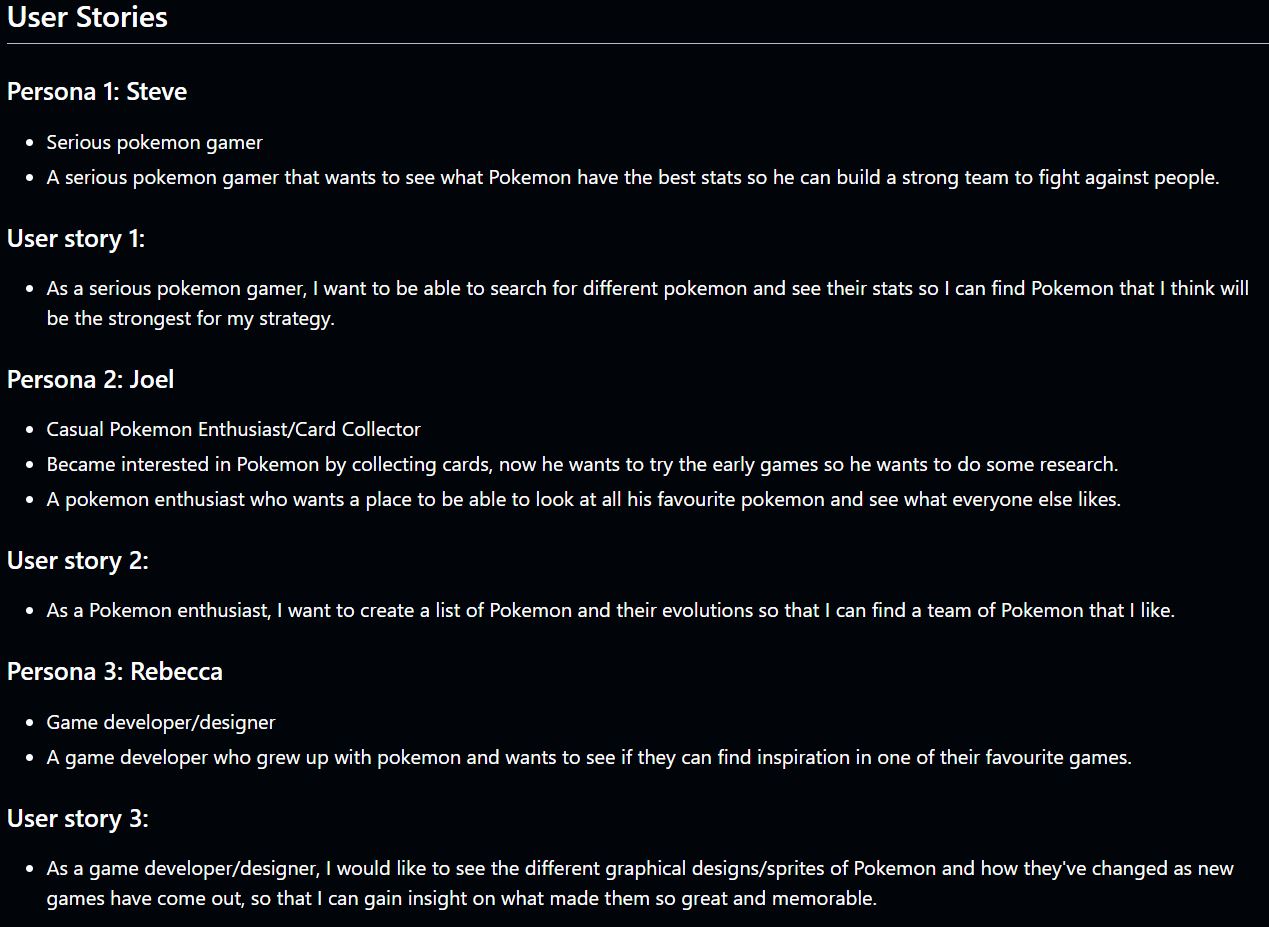 User Stories
Persona 1: Steve
Serious pokemon gamer
A serious pokemon gamer that wants to see what Pokemon have the best stats so he can build a strong team to fight against people.
User story 1:
As a serious pokemon gamer, I want to be able to search for different pokemon and see their stats so I can find Pokemon that I think will
be the strongest for my strategy.
Persona 2: Joel
Casual Pokemon Enthusiast/Card Collector
Became interested in Pokemon by collecting cards, now he wants to try the early games so he wants to do some research.
A pokemon enthusiast who wants a place to be able to look at all his favourite pokemon and see what everyone else likes.
User story 2:
As a Pokemon enthusiast, I want to create a list of Pokemon and their evolutions so that I can find a team of Pokemon that I like.
Persona 3: Rebecca
Game developer/designer
A game developer who grew up with pokemon and wants to see if they can find inspiration in one of their favourite games.
User story 3:
As a game developer/designer, I would like to see the different graphical designs/sprites of Pokemon and how they've changed as new
games have come out, so that I can gain insight on what made them so great and memorable.